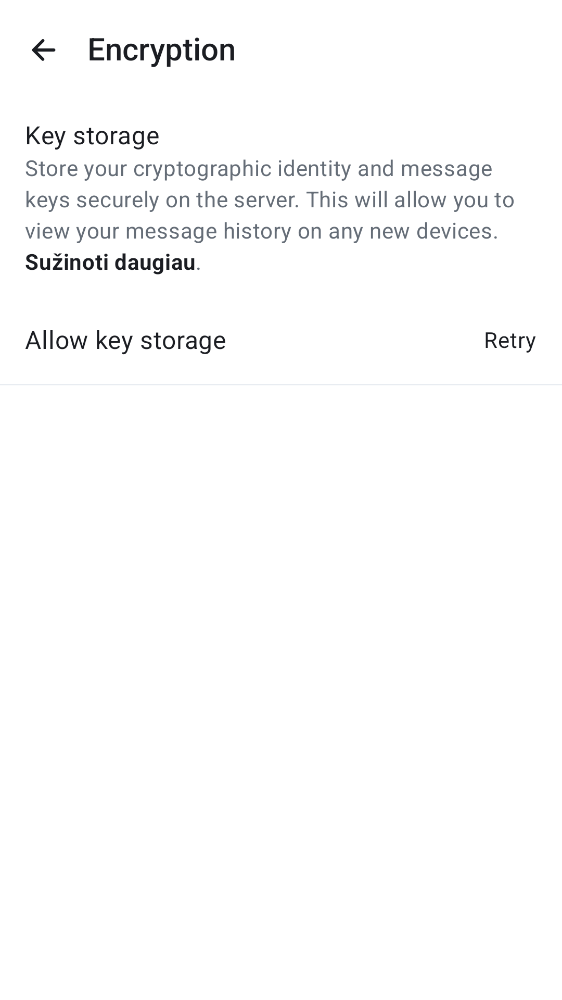 Encryption
Key storage
Store your cryptographic identity and message
keys securely on the server. This will allow you to
view your message history on any new devices.
Sužinoti daugiau.
Allow key storage Retry